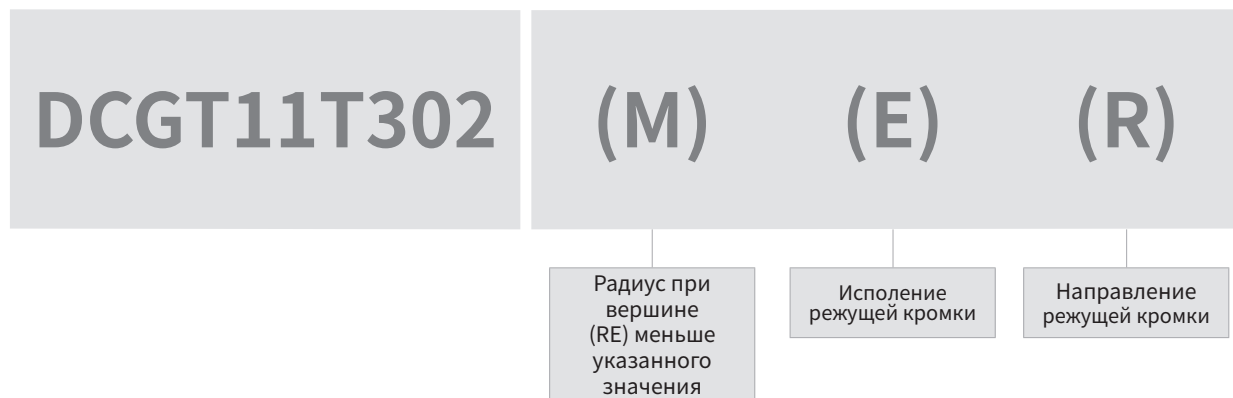 DCGT11T302 (M) (E) (R)
Радиус при
вершине
(RE) меньше
указанного
значения
Исполение
режущей кромки
Направление
режущей кромки